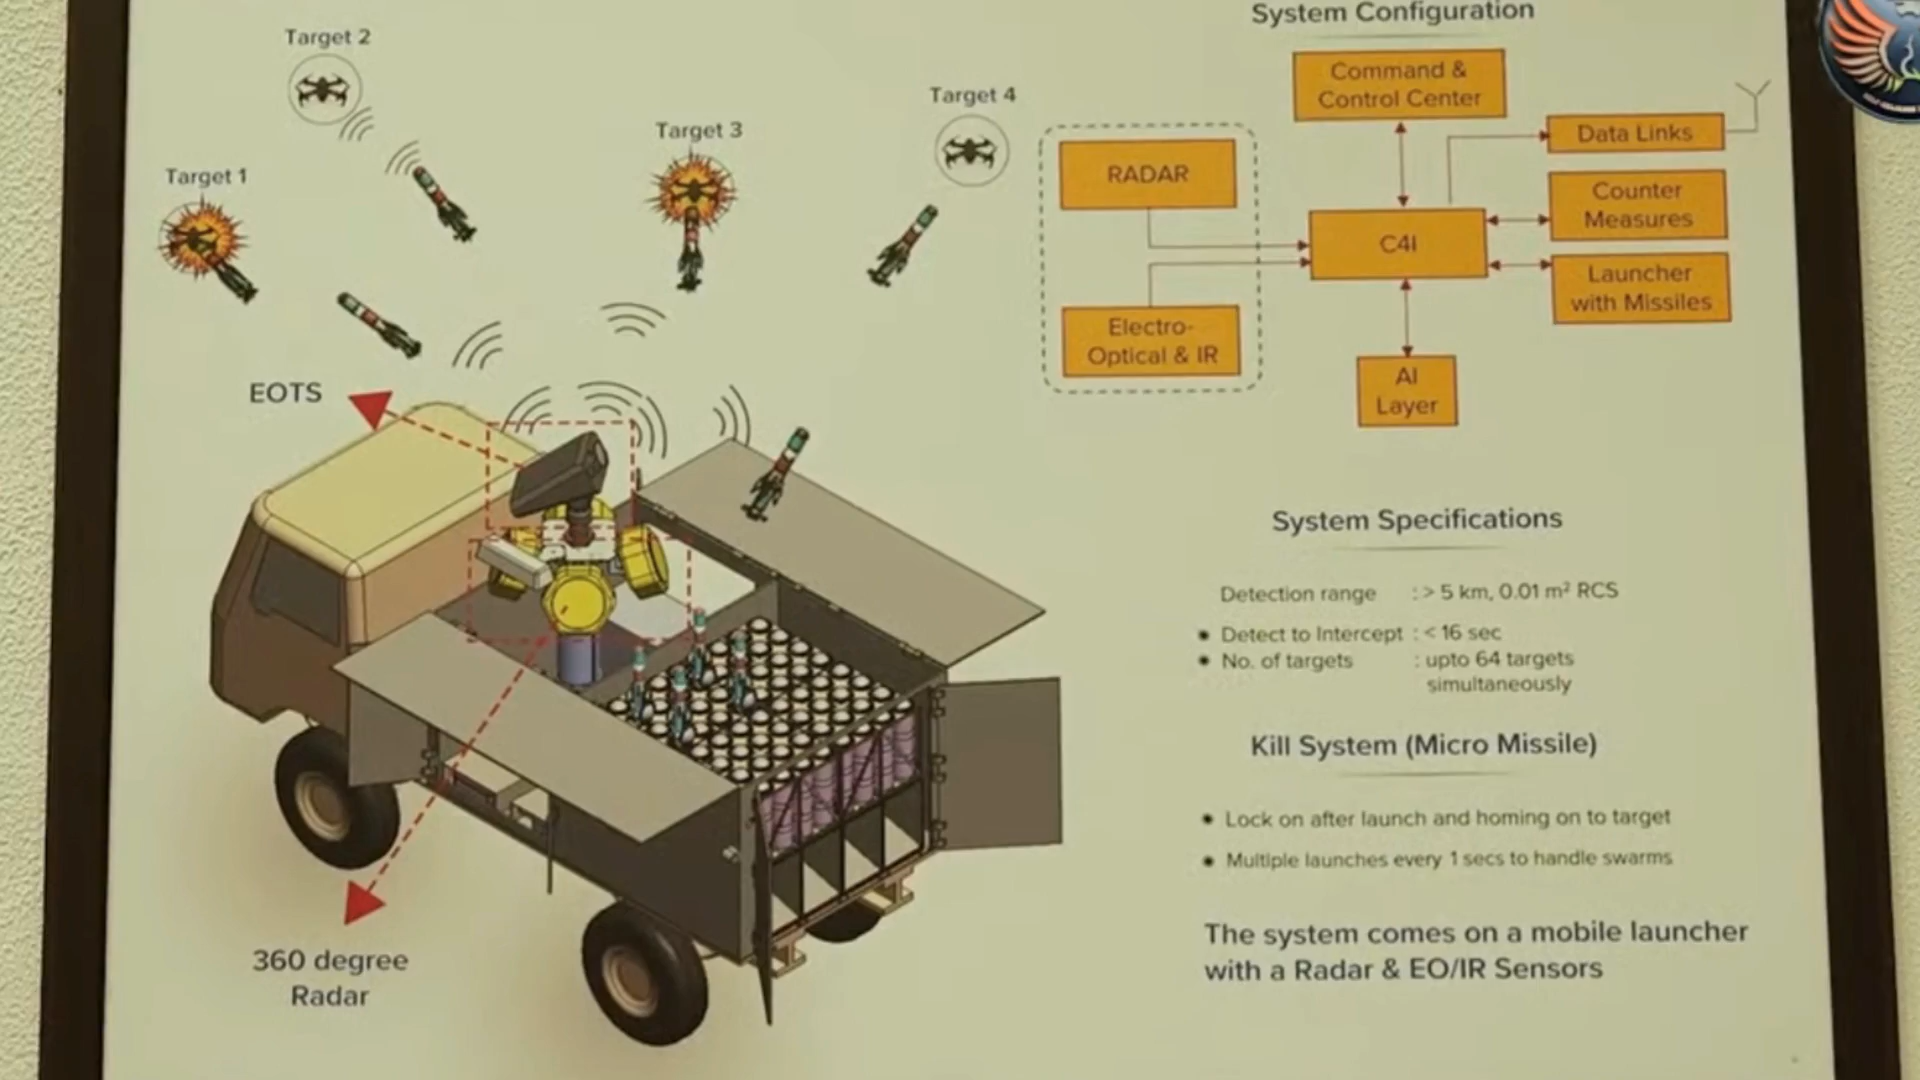 Target 2
Target 4
Target 3
Target 1
EOTS
360 degree
Radar
System Configuration
Command &
Control Center
Data Links
RADAR
Counter
Measures
C4I
Launcher
with Missiles
Electro-
Optical & IR
AI
Layer
System Specifications
Detection range : > 5 km, 0.01 m² RCS
• Detect to Intercept : < 16 sec
• No. of targets : upto 64 targets
simultaneously
Kill System (Micro Missile)
• Lock on after launch and homing on to target
• Multiple launches every 1 secs to handle swarms
The system comes on a mobile launcher
with a Radar & EO/IR Sensors